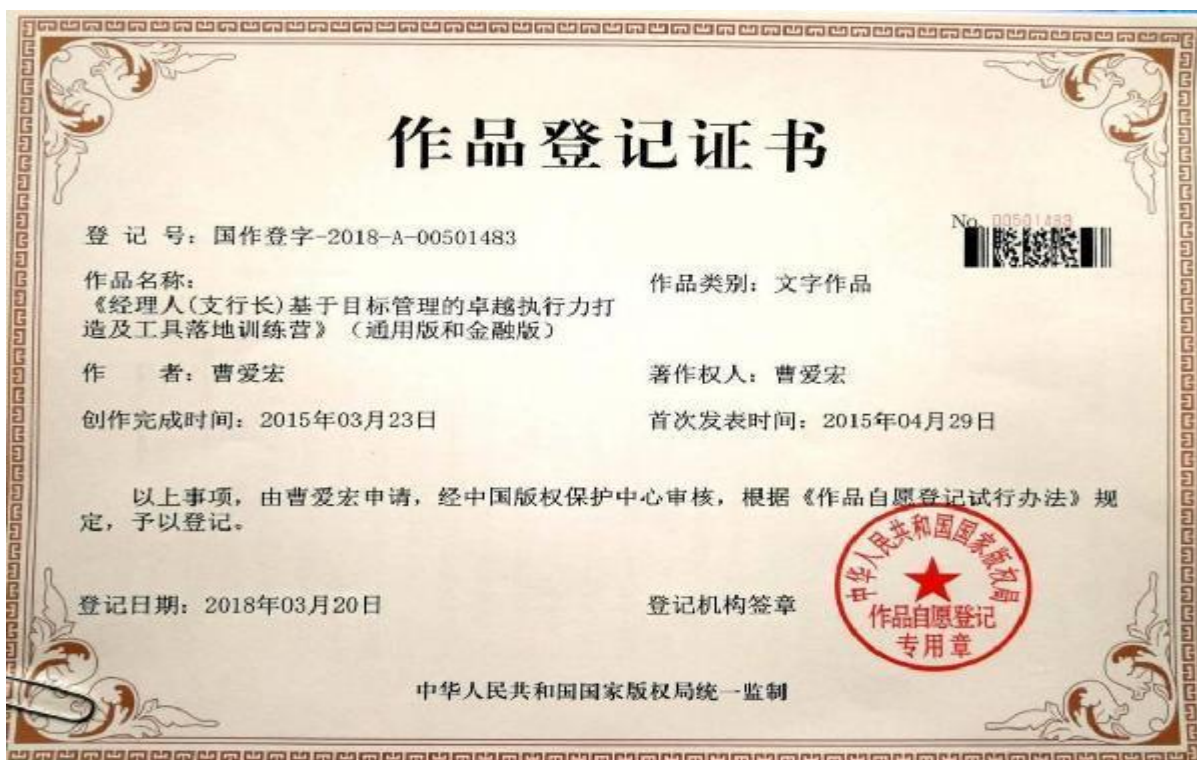 作品登记证书
No. 00501483
登 记 号：国作登字-2018-A-00501483
作品名称：
作品类别：文字作品
《经理人(支行长)基于目标管理的卓越执行力打
造及工具落地训练营》（通用版和金融版）
作 者：曹爱宏
著作权人：曹爱宏
创作完成时间：2015年03月23日
首次发表时间：2015年04月29日
以上事项，由曹爱宏申请，经中国版权保护中心审核，根据《作品自愿登记试行办法》规
定，予以登记。
登记日期：2018年03月20日
登记机构签章
中华人民共和国国家版权局
作品自愿登记
专用章
中华人民共和国国家版权局统一监制